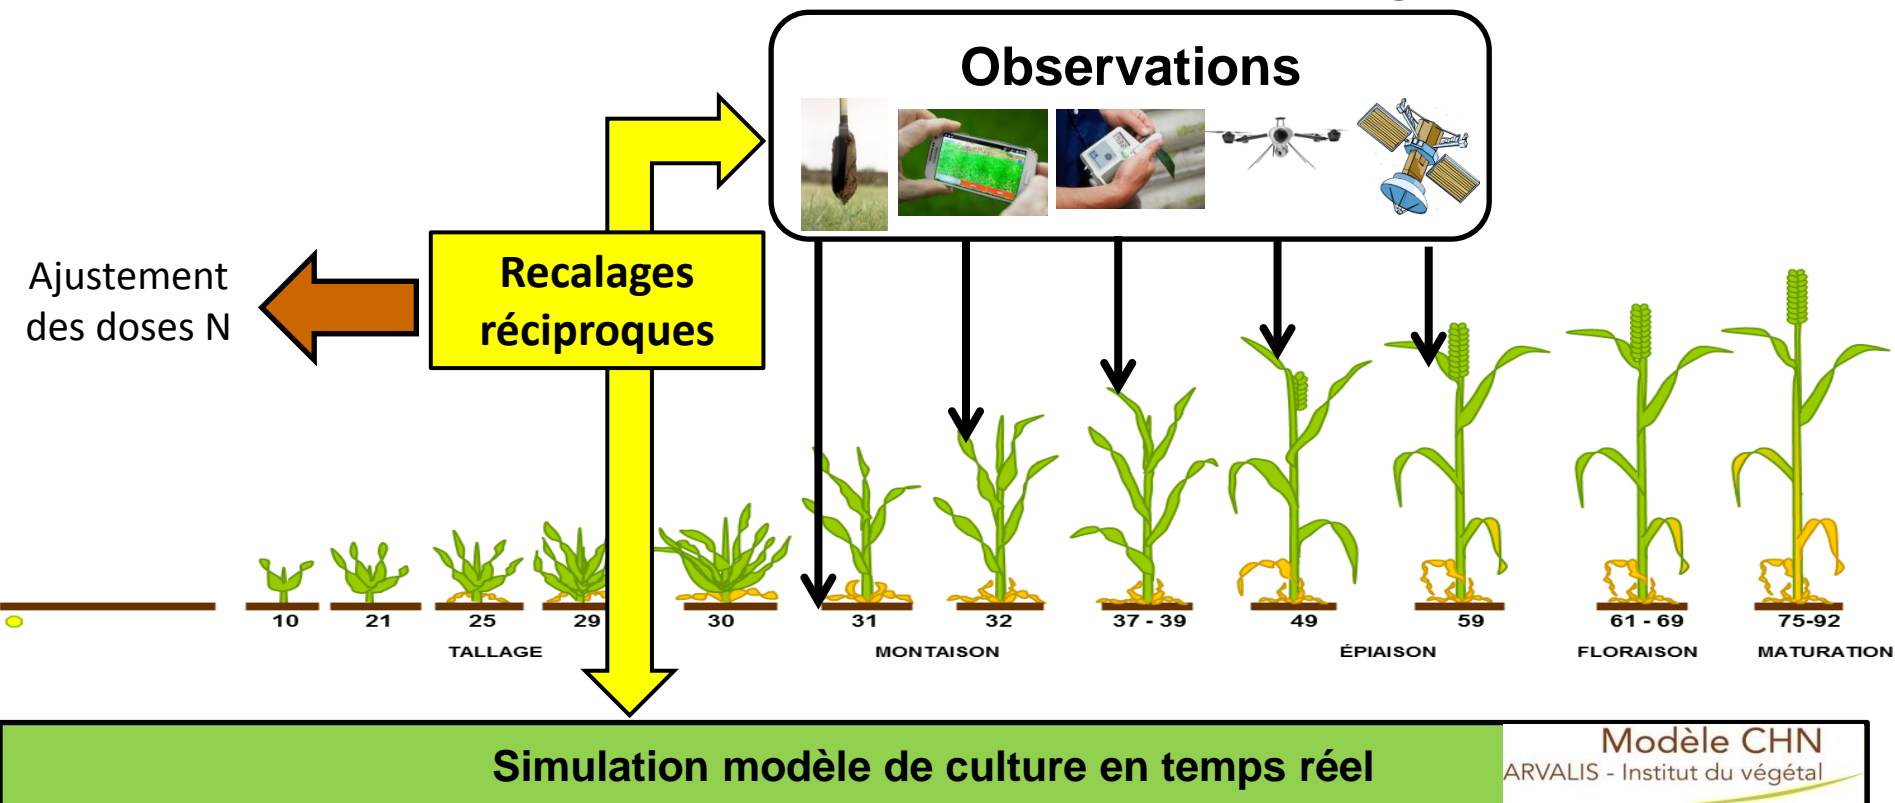 Observations
Ajustement
des doses N
Recalages
réciproques
10 21 25 29 30 31 32 37 - 39 49 59 61 - 69 75-92
TALLAGE MONTAISON ÉPIAISON FLORAISON MATURATION
Simulation modèle de culture en temps réel
Modèle CHN
ARVALIS - Institut du végétal